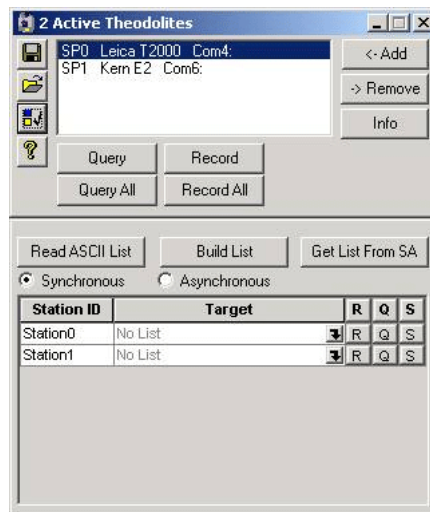 2 Active Theodolites
SP0 Leica T2000 Com4:
SP1 Kern E2 Com6:
<- Add
-> Remove
Info
Query
Record
Query All
Record All
Read ASCII List
Build List
Get List From SA
Synchronous
Asynchronous
Station ID Target R Q S
Station0 No List R Q S
Station1 No List R Q S